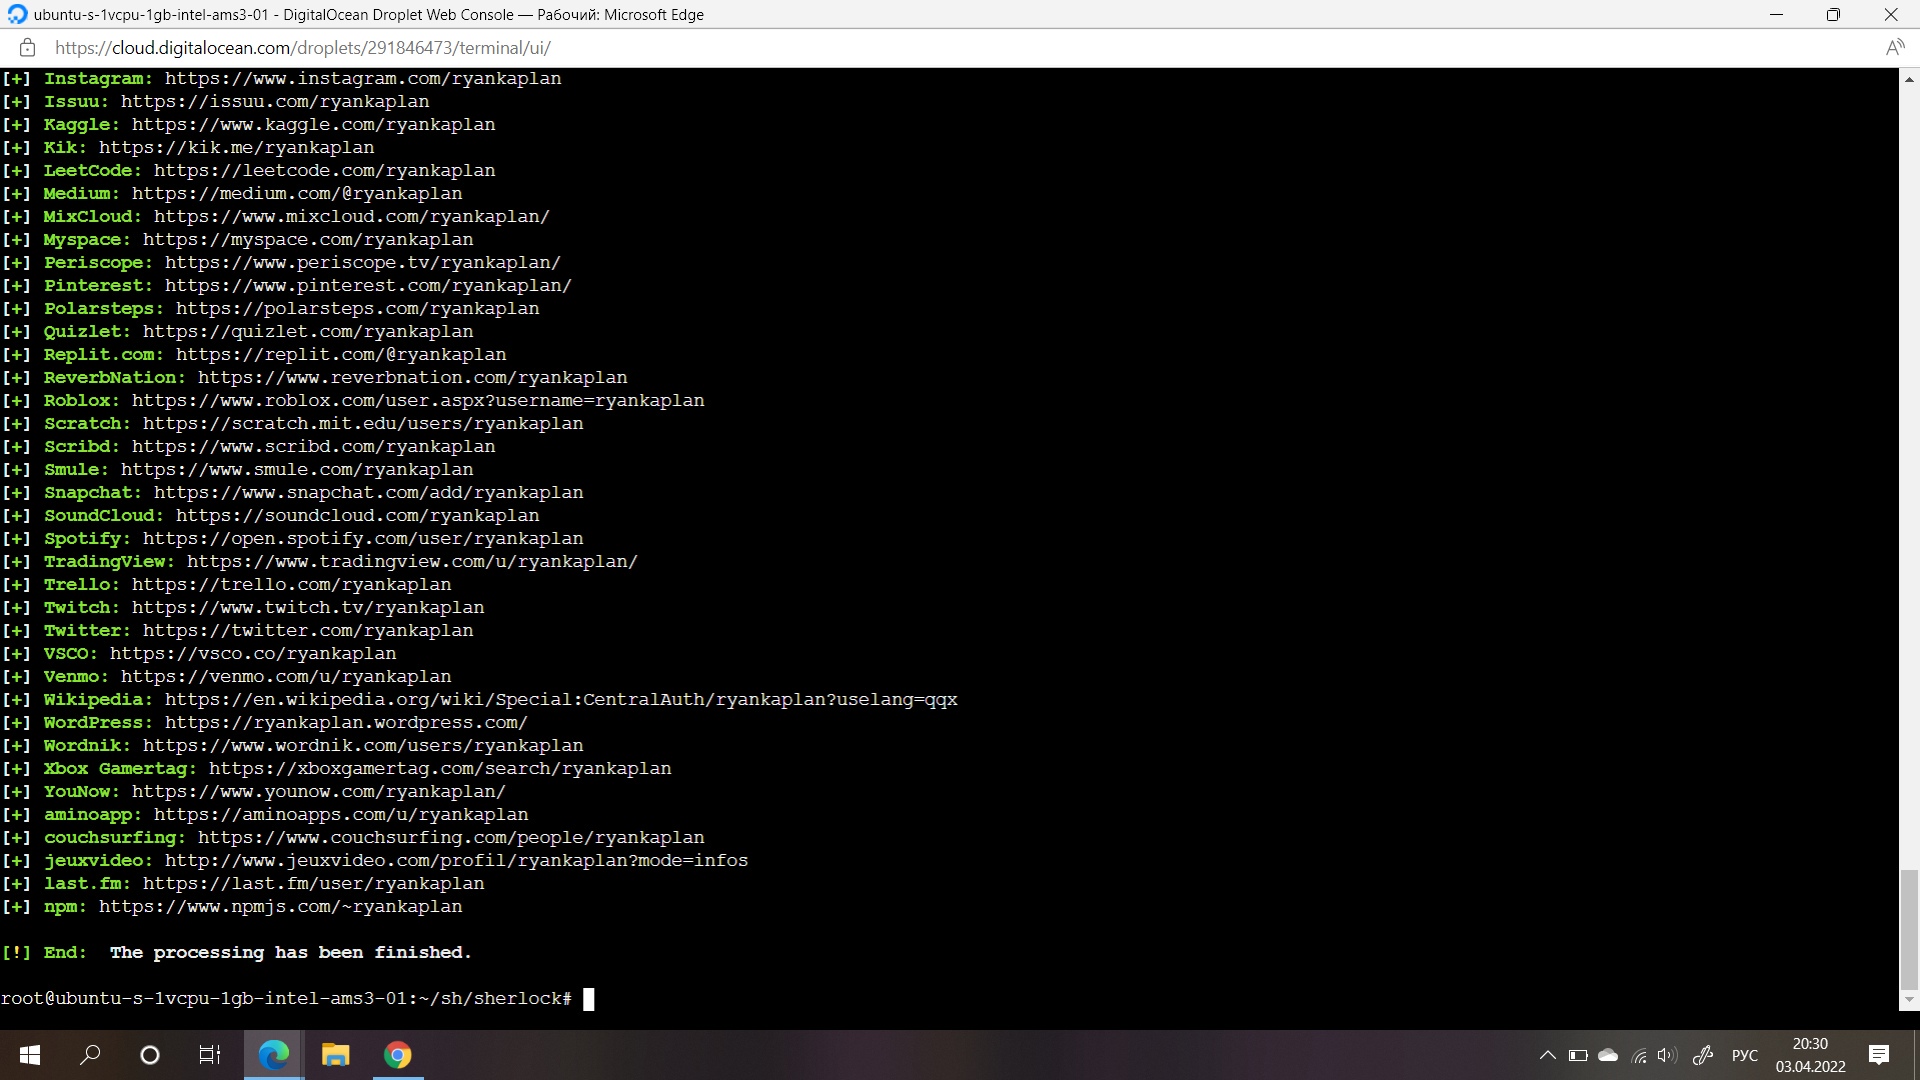 ubuntu-s-1vcpu-1gb-intel-ams3-01 - DigitalOcean Droplet Web Console — Рабочий: Microsoft Edge
https://cloud.digitalocean.com/droplets/291846473/terminal/ui/
[+] Instagram: https://www.instagram.com/ryankaplan
[+] Issuu: https://issuu.com/ryankaplan
[+] Kaggle: https://www.kaggle.com/ryankaplan
[+] Kik: https://kik.me/ryankaplan
[+] LeetCode: https://leetcode.com/ryankaplan
[+] Medium: https://medium.com/@ryankaplan
[+] MixCloud: https://www.mixcloud.com/ryankaplan/
[+] Myspace: https://myspace.com/ryankaplan
[+] Periscope: https://www.periscope.tv/ryankaplan/
[+] Pinterest: https://www.pinterest.com/ryankaplan/
[+] Polarsteps: https://polarsteps.com/ryankaplan
[+] Quizlet: https://quizlet.com/ryankaplan
[+] Replit.com: https://replit.com/@ryankaplan
[+] ReverbNation: https://www.reverbnation.com/ryankaplan
[+] Roblox: https://www.roblox.com/user.aspx?username=ryankaplan
[+] Scratch: https://scratch.mit.edu/users/ryankaplan
[+] Scribd: https://www.scribd.com/ryankaplan
[+] Smule: https://www.smule.com/ryankaplan
[+] Snapchat: https://www.snapchat.com/add/ryankaplan
[+] SoundCloud: https://soundcloud.com/ryankaplan
[+] Spotify: https://open.spotify.com/user/ryankaplan
[+] TradingView: https://www.tradingview.com/u/ryankaplan/
[+] Trello: https://trello.com/ryankaplan
[+] Twitch: https://www.twitch.tv/ryankaplan
[+] Twitter: https://twitter.com/ryankaplan
[+] VSCO: https://vsco.co/ryankaplan
[+] Venmo: https://venmo.com/u/ryankaplan
[+] Wikipedia: https://en.wikipedia.org/wiki/Special:CentralAuth/ryankaplan?uselang=qqx
[+] WordPress: https://ryankaplan.wordpress.com/
[+] Wordnik: https://www.wordnik.com/users/ryankaplan
[+] Xbox Gamertag: https://xboxgamertag.com/search/ryankaplan
[+] YouNow: https://www.younow.com/ryankaplan/
[+] aminoapp: https://aminoapps.com/u/ryankaplan
[+] couchsurfing: https://www.couchsurfing.com/people/ryankaplan
[+] jeuxvideo: http://www.jeuxvideo.com/profil/ryankaplan?mode=infos
[+] last.fm: https://last.fm/user/ryankaplan
[+] npm: https://www.npmjs.com/~ryankaplan
[!] End:  The processing has been finished.
root@ubuntu-s-1vcpu-1gb-intel-ams3-01:~/sh/sherlock#
РУС
20:30
03.04.2022